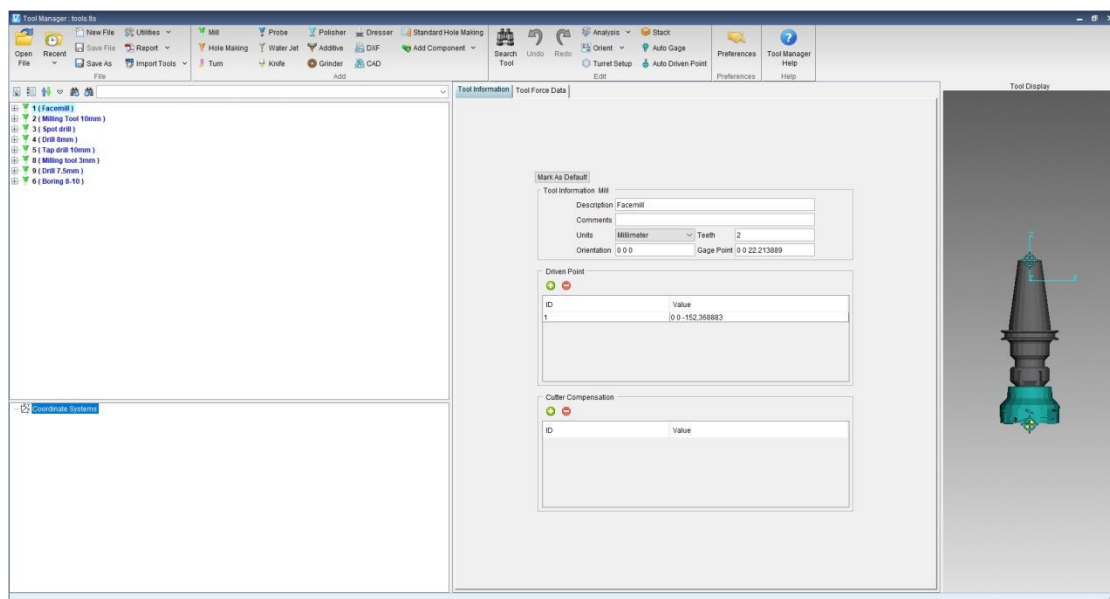 Tool Manager : tools.tls
New File Utilities Mill Probe Polisher Dresser Standard Hole Making Analysis Stack
Open File Recent Save File Report Hole Making Water Jet Additive DXF Add Component Search Tool Undo Redo Orient Auto Gage Preferences Tool Manager Help
Save As Import Tools Turn Knife Grinder CAD Turret Setup Auto Driven Point
File Add Edit Preferences Help
Tool Information Tool Force Data Tool Display
1 ( Facemill )
2 ( Milling Tool 10mm )
3 ( Spot drill )
4 ( Drill 8mm )
5 ( Tap drill 10mm )
8 ( Milling tool 3mm )
9 ( Drill 7.5mm )
6 ( Boring 8-10 )
Mark As Default
Tool Information Mill
Description Facemill
Comments
Units Millimeter Teeth 2
Orientation 0 0 0 Gage Point 0 0 22.213889
Driven Point
ID Value
1 0 0 -152,368883
Cutter Compensation
ID Value
Coordinate Systems
Z